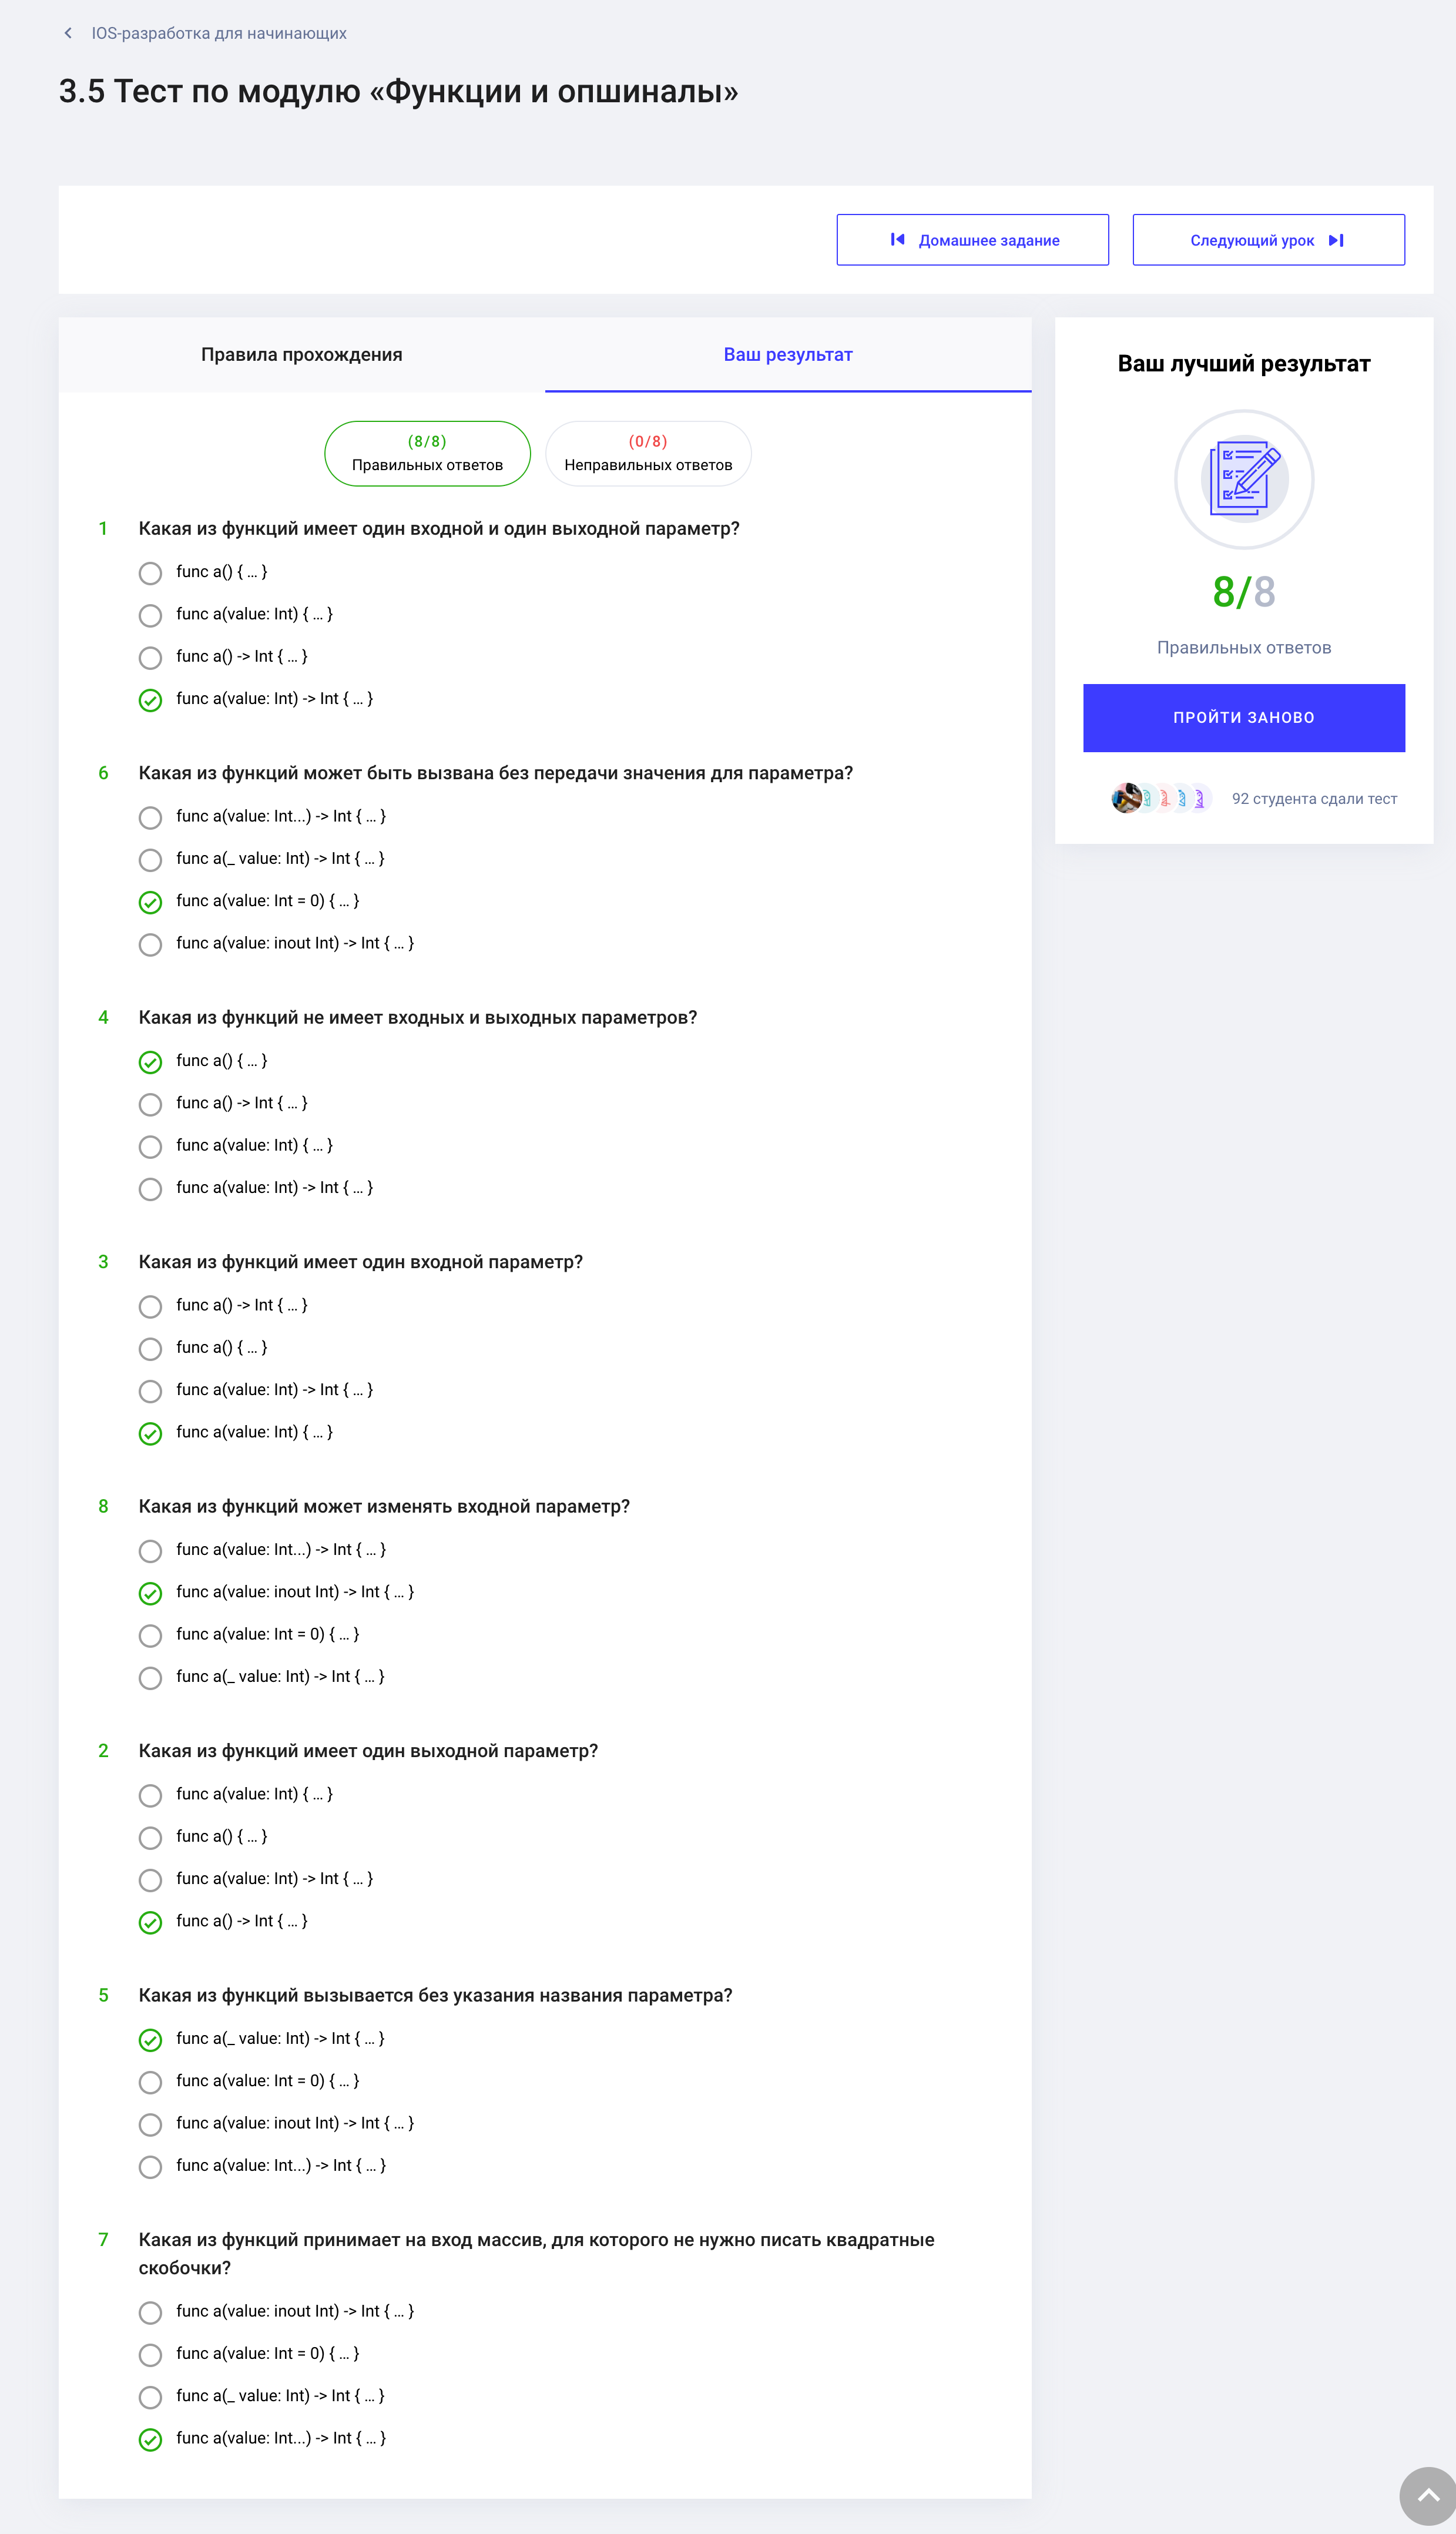 IOS-разработка для начинающих
3.5 Тест по модулю «Функции и опшиналы»
Домашнее задание
Следующий урок
Правила прохождения
Ваш результат
(8/8)
Правильных ответов
(0/8)
Неправильных ответов
1 Какая из функций имеет один входной и один выходной параметр?
func a() { ... }
func a(value: Int) { ... }
func a() -> Int { ... }
func a(value: Int) -> Int { ... }
6 Какая из функций может быть вызвана без передачи значения для параметра?
func a(value: Int...) -> Int { ... }
func a(_ value: Int) -> Int { ... }
func a(value: Int = 0) { ... }
func a(value: inout Int) -> Int { ... }
4 Какая из функций не имеет входных и выходных параметров?
func a() { ... }
func a() -> Int { ... }
func a(value: Int) { ... }
func a(value: Int) -> Int { ... }
3 Какая из функций имеет один входной параметр?
func a() -> Int { ... }
func a() { ... }
func a(value: Int) -> Int { ... }
func a(value: Int) { ... }
8 Какая из функций может изменять входной параметр?
func a(value: Int...) -> Int { ... }
func a(value: inout Int) -> Int { ... }
func a(value: Int = 0) { ... }
func a(_ value: Int) -> Int { ... }
2 Какая из функций имеет один выходной параметр?
func a(value: Int) { ... }
func a() { ... }
func a(value: Int) -> Int { ... }
func a() -> Int { ... }
5 Какая из функций вызывается без указания названия параметра?
func a(_ value: Int) -> Int { ... }
func a(value: Int = 0) { ... }
func a(value: inout Int) -> Int { ... }
func a(value: Int...) -> Int { ... }
7 Какая из функций принимает на вход массив, для которого не нужно писать квадратные
скобочки?
func a(value: inout Int) -> Int { ... }
func a(value: Int = 0) { ... }
func a(_ value: Int) -> Int { ... }
func a(value: Int...) -> Int { ... }
Ваш лучший результат
8/8
Правильных ответов
ПРОЙТИ ЗАНОВО
92 студента сдали тест